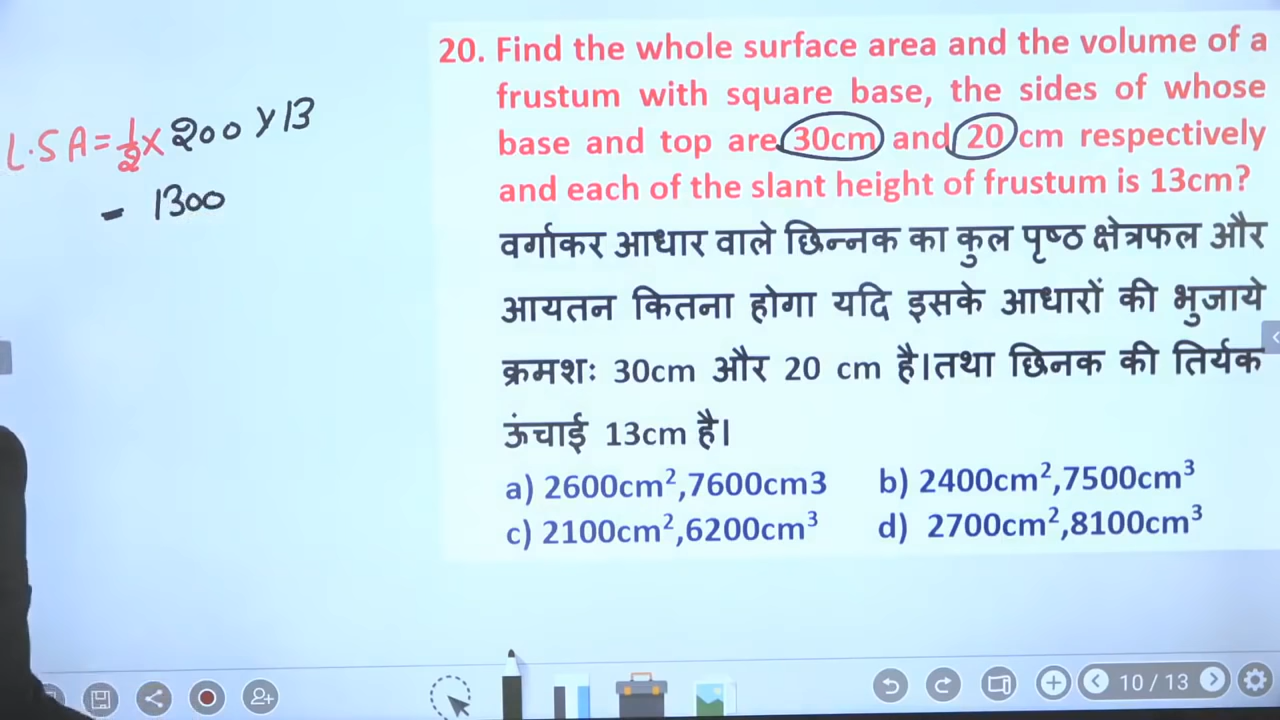 20. Find the whole surface area and the volume of a
frustum with square base, the sides of whose
base and top are 30cm and 20 cm respectively
and each of the slant height of frustum is 13cm?
वर्गाकर आधार वाले छिन्नक का कुल पृष्ठ क्षेत्रफल और
आयतन कितना होगा यदि इसके आधारों की भुजाये
क्रमशः 30cm और 20 cm है।तथा छिनक की तिर्यक
ऊंचाई 13cm है।
a) 2600cm²,7600cm3 b) 2400cm²,7500cm³
c) 2100cm²,6200cm³ d) 2700cm²,8100cm³
L.S A = 1/2 × 200 × 13
- 1300
10 / 13